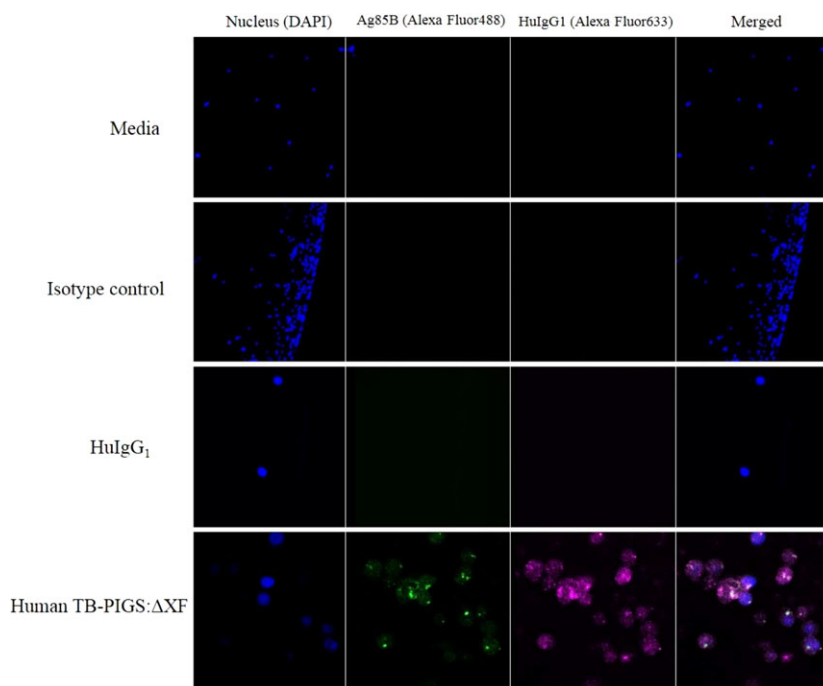 Nucleus (DAPI) Ag85B (Alexa Fluor488) HuIgG1 (Alexa Fluor633) Merged
Media
Isotype control
HuIgG₁
Human TB-PIGS:ΔXF